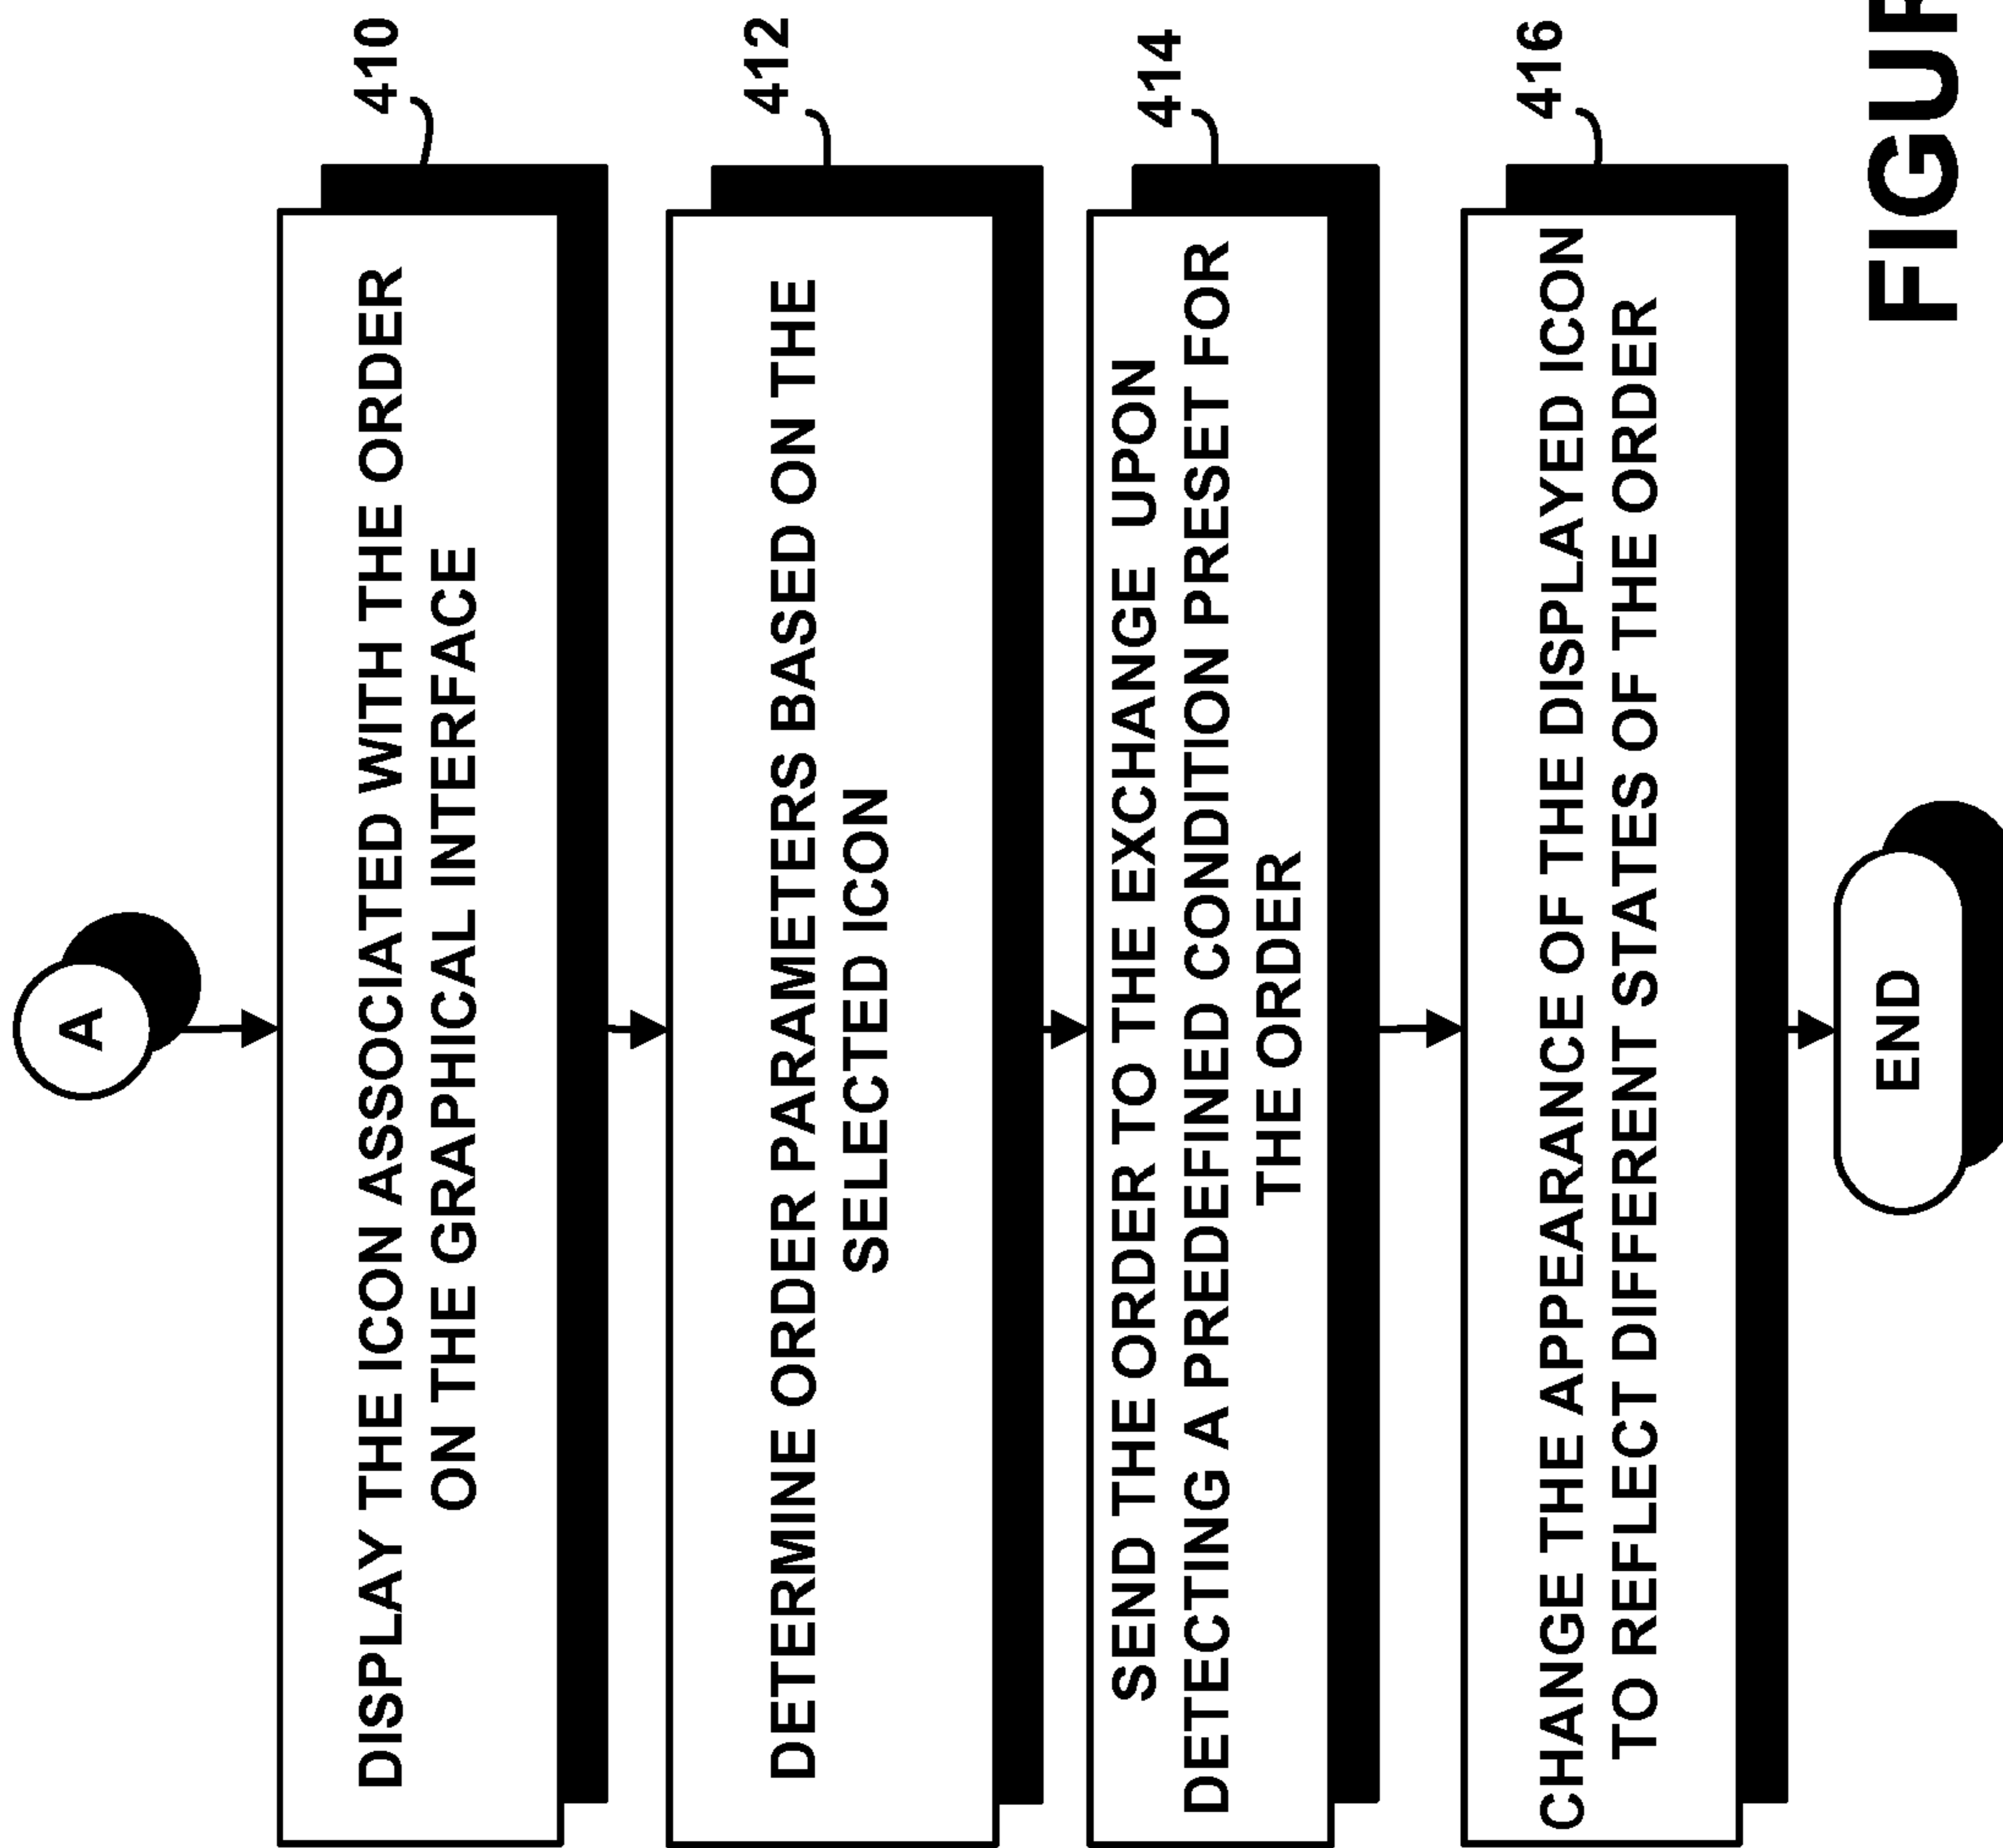 A
DISPLAY THE ICON ASSOCIATED WITH THE ORDER
ON THE GRAPHICAL INTERFACE
410
DETERMINE ORDER PARAMETERS BASED ON THE
SELECTED ICON
412
SEND THE ORDER TO THE EXCHANGE UPON
DETECTING A PREDEFINED CONDITION PRESET FOR
THE ORDER
414
CHANGE THE APPEARANCE OF THE DISPLAYED ICON
TO REFLECT DIFFERENT STATES OF THE ORDER
416
END